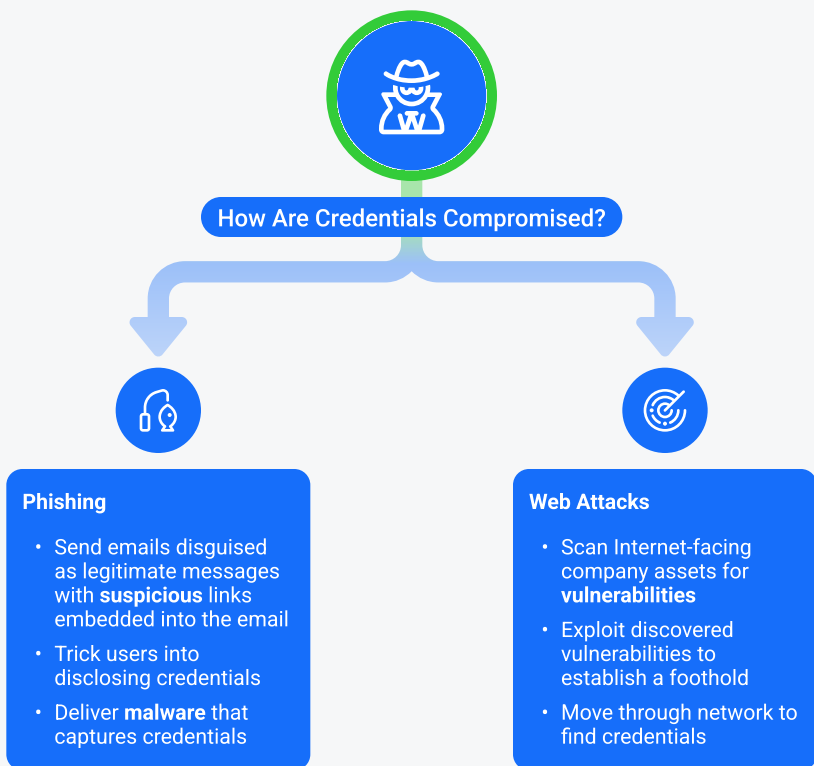 How Are Credentials Compromised?
Phishing
• Send emails disguised
as legitimate messages
with suspicious links
embedded into the email
• Trick users into
disclosing credentials
• Deliver malware that
captures credentials
Web Attacks
• Scan Internet-facing
company assets for
vulnerabilities
• Exploit discovered
vulnerabilities to
establish a foothold
• Move through network to
find credentials